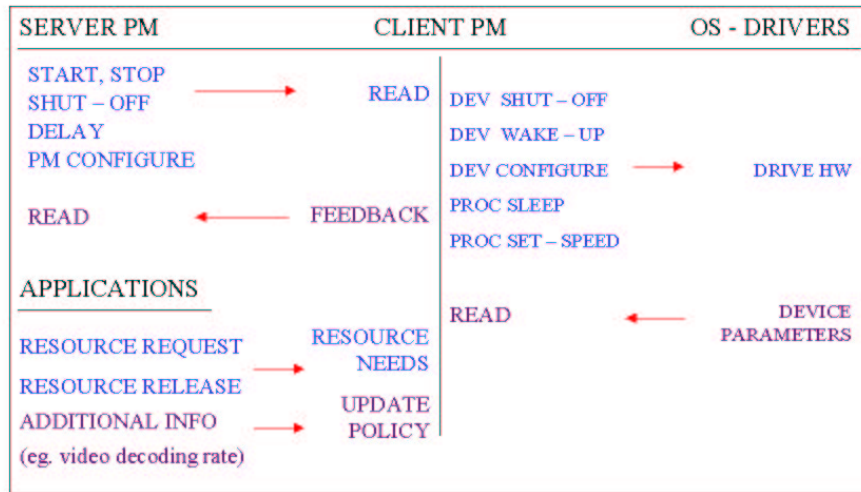 SERVER PM CLIENT PM OS - DRIVERS
START, STOP
SHUT – OFF
DELAY
PM CONFIGURE
READ
DEV SHUT – OFF
DEV WAKE – UP
DEV CONFIGURE
PROC SLEEP
PROC SET – SPEED
DRIVE HW
READ
FEEDBACK
READ
DEVICE
PARAMETERS
APPLICATIONS
RESOURCE REQUEST
RESOURCE RELEASE
RESOURCE
NEEDS
ADDITIONAL INFO
(eg. video decoding rate)
UPDATE
POLICY